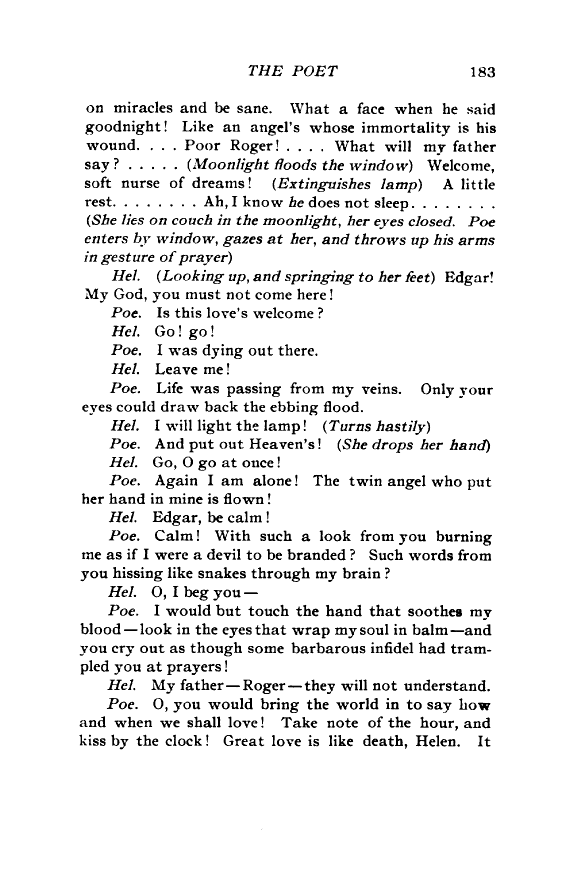 THE POET 183
on miracles and be sane. What a face when he said
goodnight! Like an angel's whose immortality is his
wound. . . . Poor Roger! . . . . What will my father
say? . . . . . (Moonlight floods the window) Welcome,
soft nurse of dreams! (Extinguishes lamp) A little
rest. . . . . . . . Ah, I know he does not sleep. . . . . . . .
(She lies on couch in the moonlight, her eyes closed. Poe
enters by window, gazes at her, and throws up his arms
in gesture of prayer)
Hel. (Looking up, and springing to her feet) Edgar!
My God, you must not come here!
Poe. Is this love's welcome?
Hel. Go! go!
Poe. I was dying out there.
Hel. Leave me!
Poe. Life was passing from my veins. Only your
eyes could draw back the ebbing flood.
Hel. I will light the lamp! (Turns hastily)
Poe. And put out Heaven's! (She drops her hand)
Hel. Go, O go at once!
Poe. Again I am alone! The twin angel who put
her hand in mine is flown!
Hel. Edgar, be calm!
Poe. Calm! With such a look from you burning
me as if I were a devil to be branded? Such words from
you hissing like snakes through my brain?
Hel. O, I beg you—
Poe. I would but touch the hand that soothes my
blood—look in the eyes that wrap my soul in balm—and
you cry out as though some barbarous infidel had tram-
pled you at prayers!
Hel. My father—Roger—they will not understand.
Poe. O, you would bring the world in to say how
and when we shall love! Take note of the hour, and
kiss by the clock! Great love is like death, Helen. It